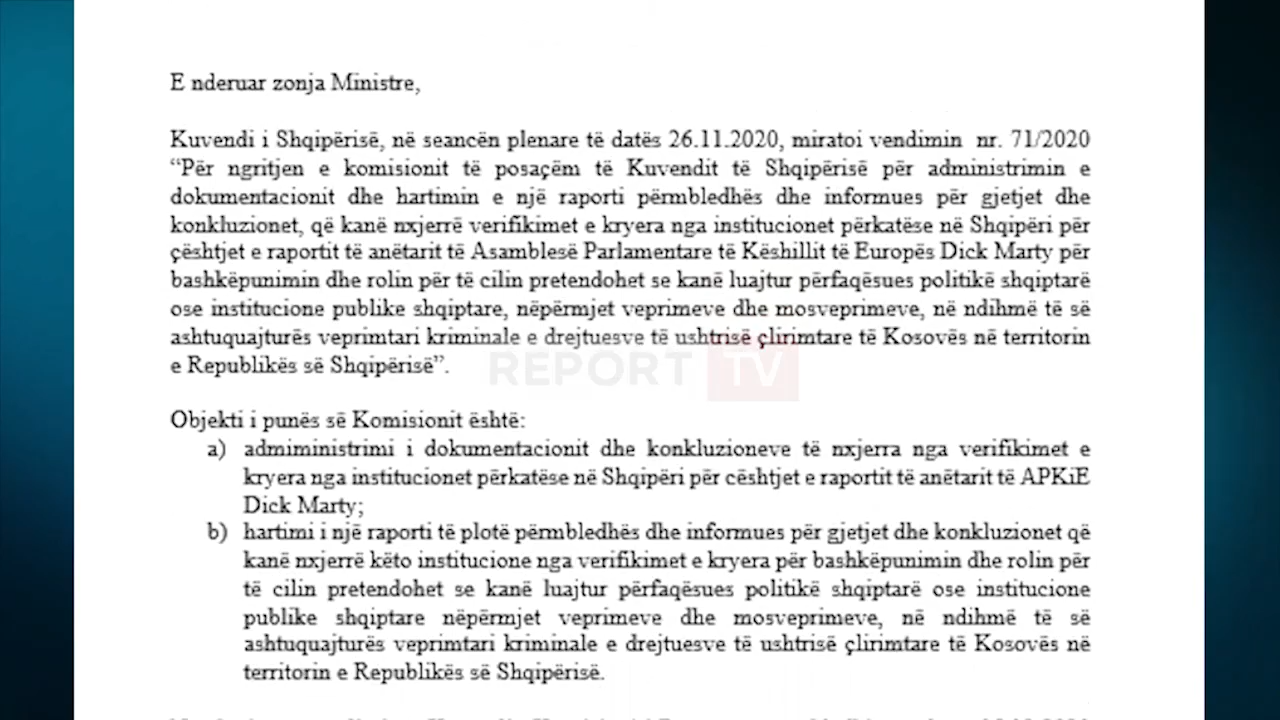 E nderuar zonja Ministre,
Kuvendi i Shqipërisë, në seancën plenare të datës 26.11.2020, miratoi vendimin nr. 71/2020
“Për ngritjen e komisionit të posaçëm të Kuvendit të Shqipërisë për administrimin e
dokumentacionit dhe hartimin e një raporti përmbledhës dhe informues për gjetjet dhe
konkluzionet, që kanë nxjerrë verifikimet e kryera nga institucionet përkatëse në Shqipëri për
çështjet e raportit të anëtarit të Asamblesë Parlamentare të Këshillit të Europës Dick Marty për
bashkëpunimin dhe rolin për të cilin pretendohet se kanë luajtur përfaqësues politikë shqiptarë
ose institucione publike shqiptare, nëpërmjet veprimeve dhe mosveprimeve, në ndihmë të së
ashtuquajturës veprimtari kriminale e drejtuesve të ushtrisë çlirimtare të Kosovës në territorin
e Republikës së Shqipërisë”.
REPORT TV
Objekti i punës së Komisionit është:
a) admiministrimi i dokumentacionit dhe konkluzioneve të nxjerra nga verifikimet e
kryera nga institucionet përkatëse në Shqipëri për cështjet e raportit të anëtarit të APKiE
Dick Marty;
b) hartimi i një raporti të plotë përmbledhës dhe informues për gjetjet dhe konkluzionet që
kanë nxjerrë këto institucione nga verifikimet e kryera për bashkëpunimin dhe rolin për
të cilin pretendohet se kanë luajtur përfaqësues politikë shqiptarë ose institucione
publike shqiptare nëpërmjet veprimeve dhe mosveprimeve, në ndihmë të së
ashtuquajturës veprimtari kriminale e drejtuesve të ushtrisë çlirimtare të Kosovës në
territorin e Republikës së Shqipërisë.